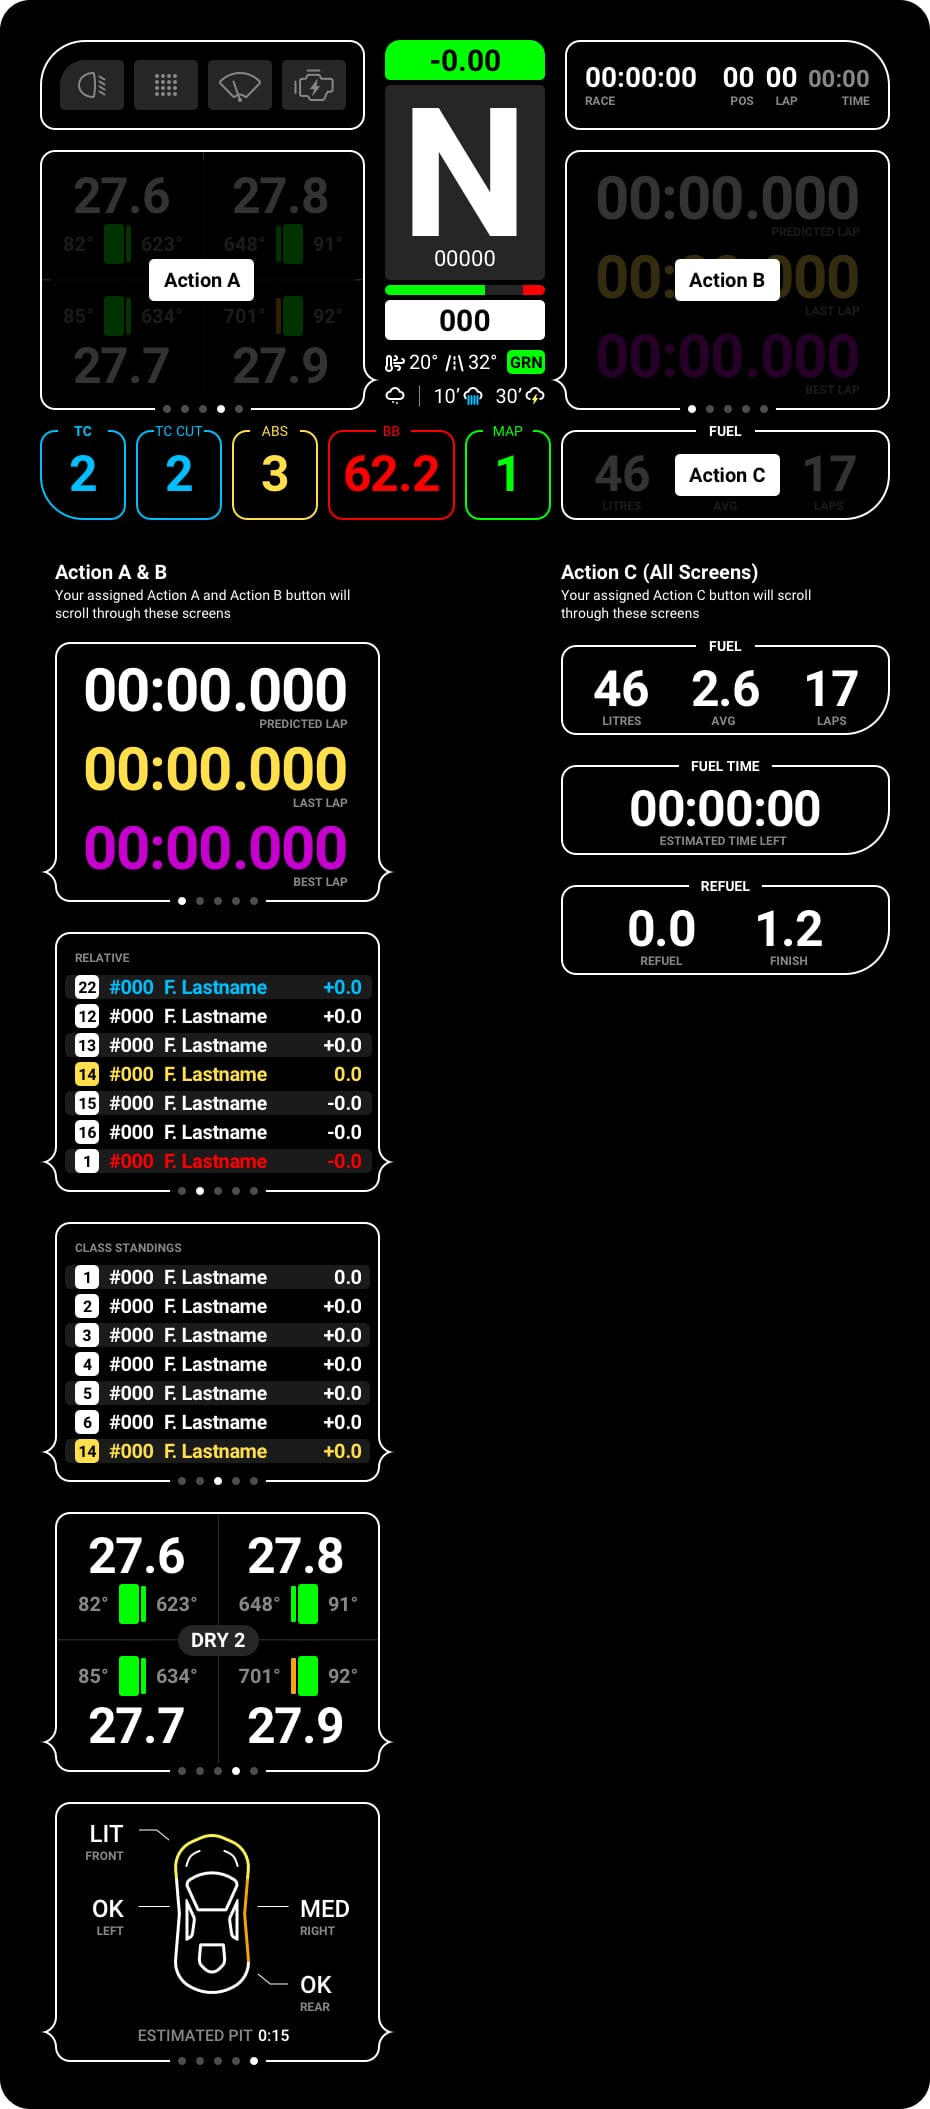 -0.00
N
00000
000
20° 32° GRN
10’ 30’
00:00:00 00 00 00:00
RACE POS LAP TIME
27.6 27.8
82° 623° 648° 91°
Action A
85° 634° 701° 92°
27.7 27.9
00:00.000
PREDICTED LAP
00:00.000
Action B
LAST LAP
00:00.000
BEST LAP
TC TC CUT ABS BB MAP FUEL
2 2 3 62.2 1 46 Action C 17
LITRES AVG LAPS
Action A & B
Your assigned Action A and Action B button will
scroll through these screens
00:00.000
PREDICTED LAP
00:00.000
LAST LAP
00:00.000
BEST LAP
RELATIVE
22 #000 F. Lastname +0.0
12 #000 F. Lastname +0.0
13 #000 F. Lastname +0.0
14 #000 F. Lastname 0.0
15 #000 F. Lastname -0.0
16 #000 F. Lastname -0.0
1 #000 F. Lastname -0.0
CLASS STANDINGS
1 #000 F. Lastname 0.0
2 #000 F. Lastname +0.0
3 #000 F. Lastname +0.0
4 #000 F. Lastname +0.0
5 #000 F. Lastname +0.0
6 #000 F. Lastname +0.0
14 #000 F. Lastname +0.0
27.6 27.8
82° 623° 648° 91°
DRY 2
85° 634° 701° 92°
27.7 27.9
LIT
FRONT
OK MED
LEFT RIGHT
OK
REAR
ESTIMATED PIT 0:15
Action C (All Screens)
Your assigned Action C button will scroll
through these screens
FUEL
46 2.6 17
LITRES AVG LAPS
FUEL TIME
00:00:00
ESTIMATED TIME LEFT
REFUEL
0.0 1.2
REFUEL FINISH